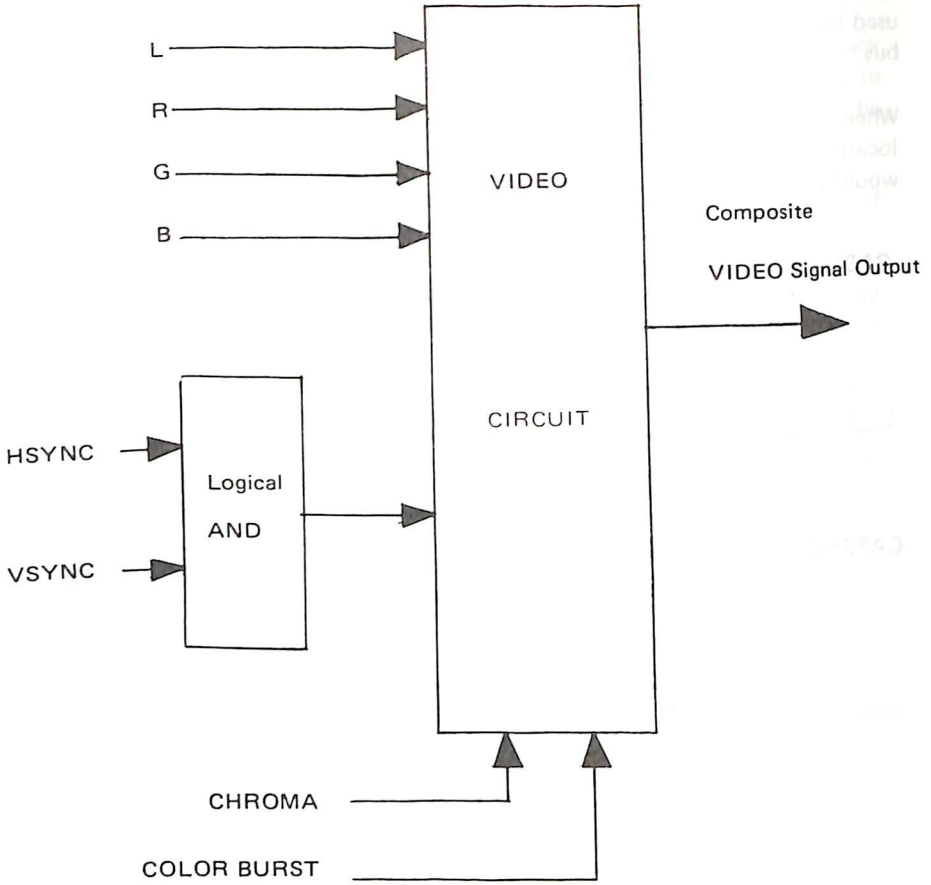 L
R
G
B
VIDEO
CIRCUIT
Composite
VIDEO Signal Output
HSYNC
VSYNC
Logical
AND
CHROMA
COLOR BURST